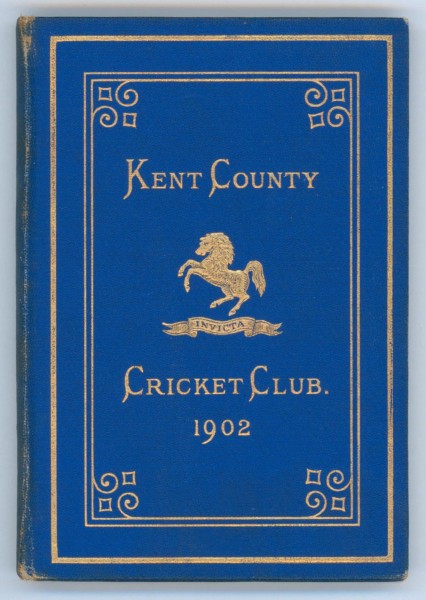 KENT COUNTY
INVICTA
CRICKET CLUB.
1902